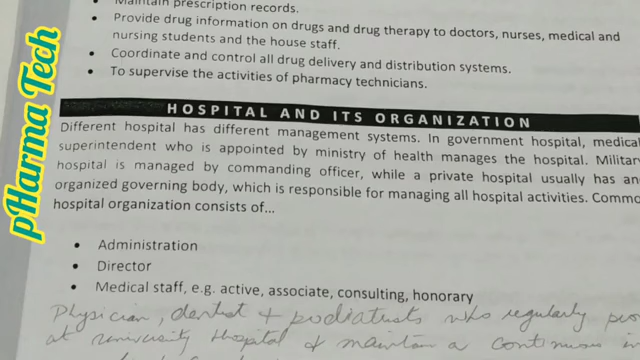 Maintain prescription records.
• Provide drug information on drugs and drug therapy to doctors, nurses, medical and
nursing students and the house staff.
• Coordinate and control all drug delivery and distribution systems.
• To supervise the activities of pharmacy technicians.
HOSPITAL AND ITS ORGANIZATION
Different hospital has different management systems. In government hospital, medical
superintendent who is appointed by ministry of health manages the hospital. Militar
hospital is managed by commanding officer, while a private hospital usually has an
organized governing body, which is responsible for managing all hospital activities. Commo
hospital organization consists of...
• Administration
• Director
• Medical staff, e.g. active, associate, consulting, honorary
Physician, dentist + podiatrists who regularly
at university Hospital & maintain a continuous in
pHarma Tech